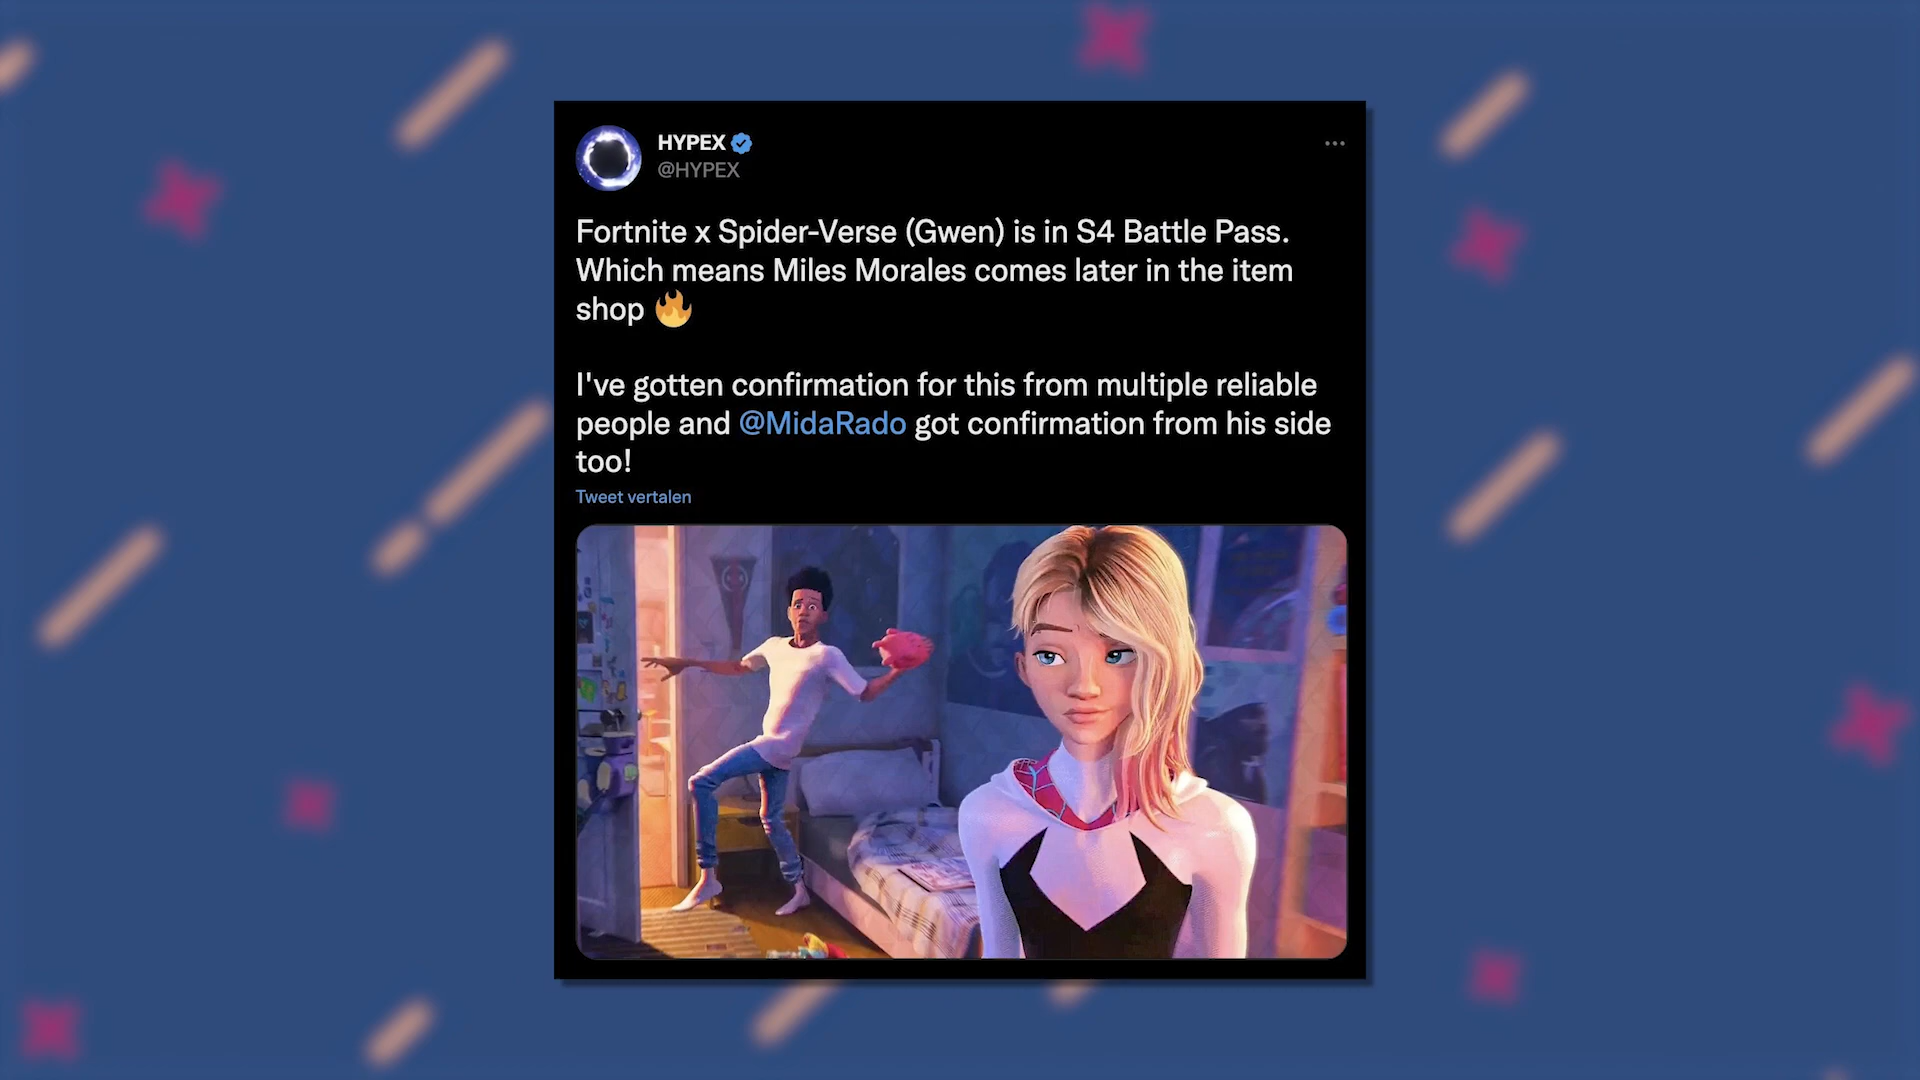 HYPEX
@HYPEX
Fortnite x Spider-Verse (Gwen) is in S4 Battle Pass.
Which means Miles Morales comes later in the item
shop 🔥
I've gotten confirmation for this from multiple reliable
people and @MidaRado got confirmation from his side
too!
Tweet vertalen